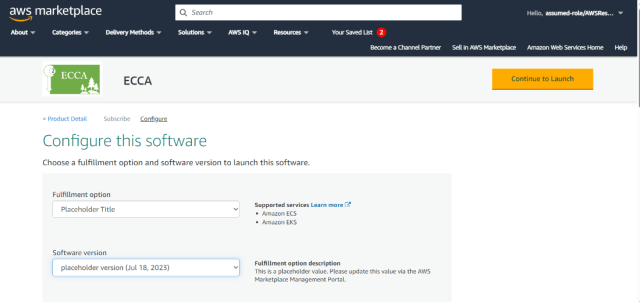 aws marketplace
Search
Hello, assumed-role/AWSRes...
About
Categories
Delivery Methods
Solutions
AWS IQ
Resources
Your Saved List 2
Become a Channel Partner
Sell in AWS Marketplace
Amazon Web Services Home
Help
ECCA
ECCA
Continue to Launch
< Product Detail
Subscribe
Configure
Configure this software
Choose a fulfillment option and software version to launch this software.
Fulfillment option
Placeholder Title
Supported services Learn more
• Amazon ECS
• Amazon EKS
Software version
placeholder version (Jul 18, 2023)
Fulfillment option description
This is a placeholder value. Please update this value via the AWS
Marketplace Management Portal.